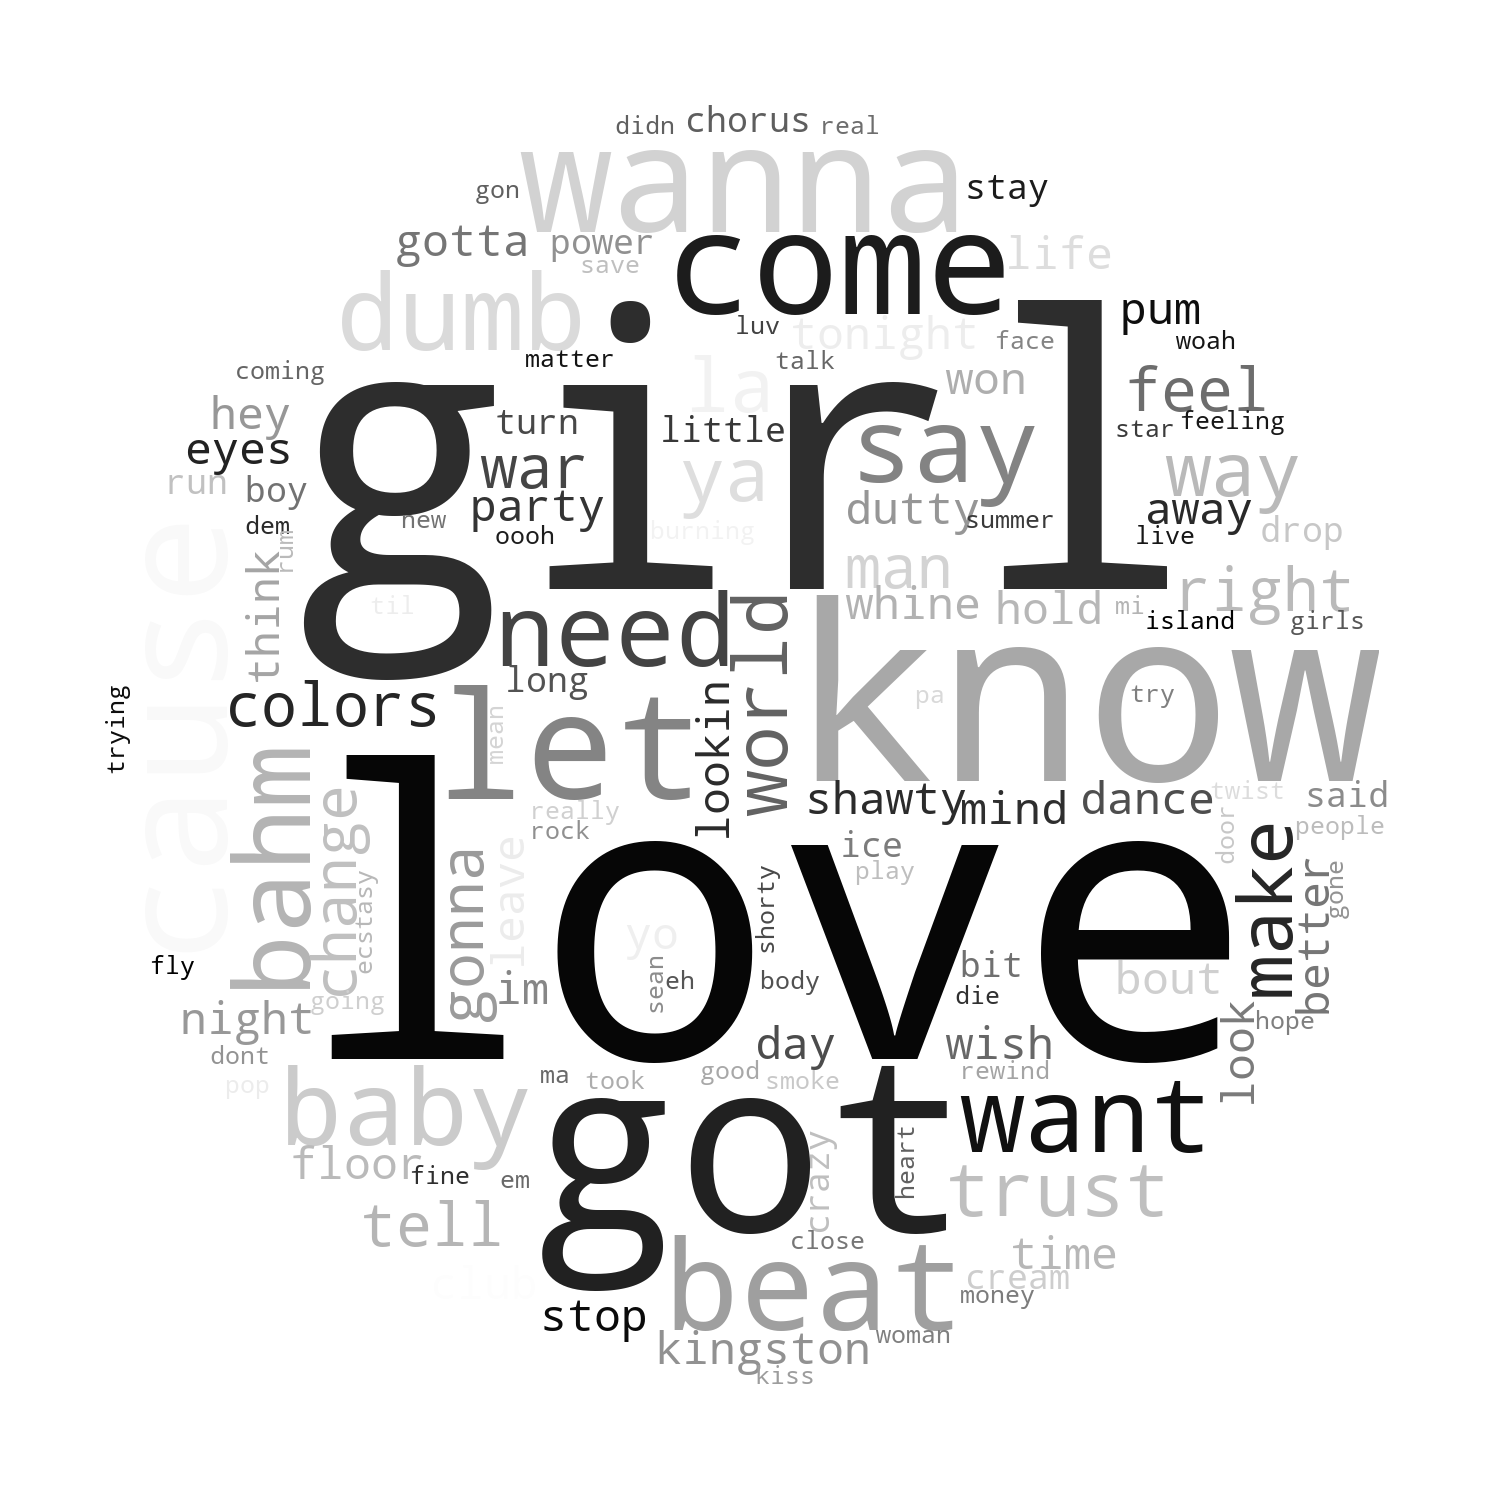 didn chorus real
wanna
gon stay
gotta power come life
save
dumb pum
luv tonight face woah
matter talk
coming girl la won feel
hey turn little say star feeling
eyes war ya way
run boy party dutty summer away
dem new oooh burning live drop
rum
think man right
til need whine hold mi island girls
cause world know
long pa try
trying colors let lookin
mean
bahm change really shawty mind dance twist said
rock ice door people
ecstasy gonna leave love play make better gone
shorty
yo
fly im sean eh body bit bout
die
night going day wish look hope
dont ma took good smoke rewind
pop baby got want
floor fine em crazy heart trust
tell close time
club beat cream
stop money
kingston woman
kiss